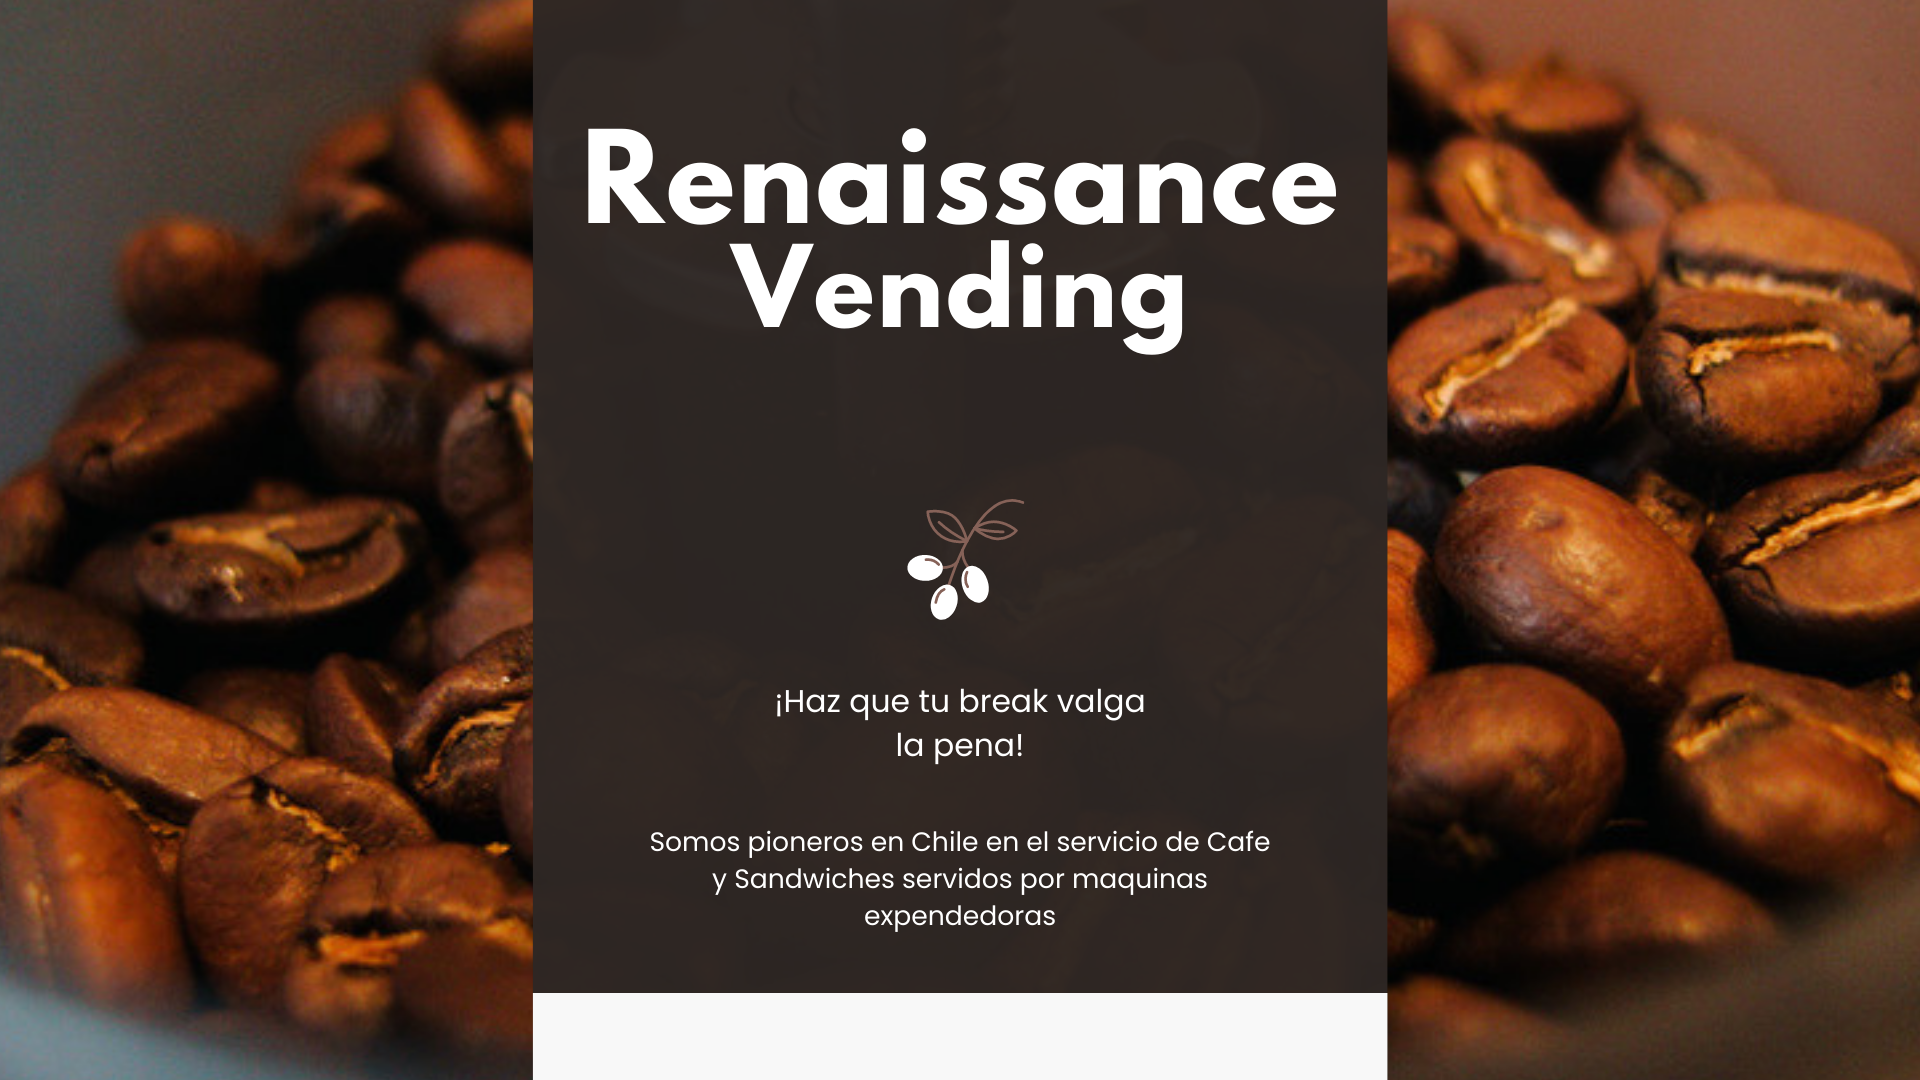 Renaissance
Vending
¡Haz que tu break valga
la pena!
Somos pioneros en Chile en el servicio de Cafe
y Sandwiches servidos por maquinas
expendedoras